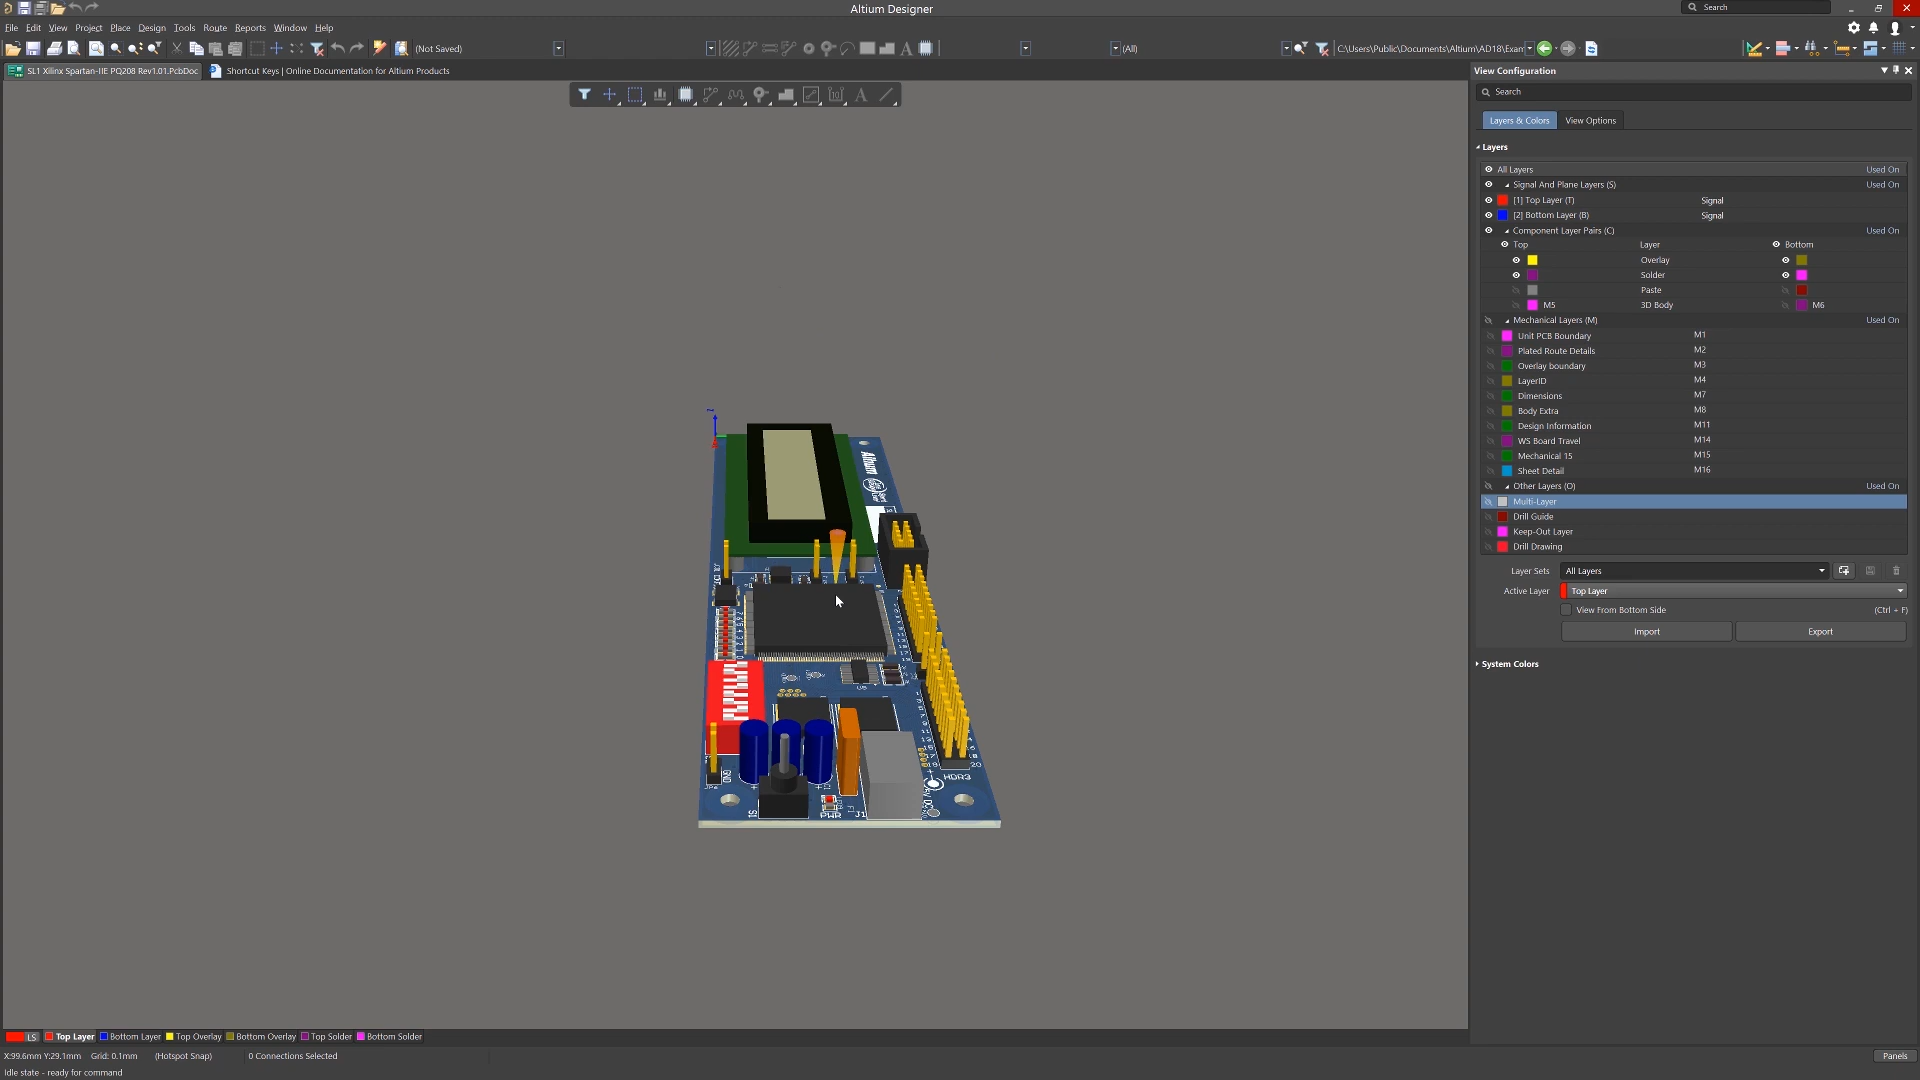 Altium Designer
Search
File Edit View Project Place Design Tools Route Reports Window Help
(Not Saved) (All) C:\Users\Public\Documents\Altium\AD18\Exam
SL1 Xilinx Spartan-IIE PQ208 Rev1.01.PcbDoc Shortcut Keys | Online Documentation for Altium Products
View Configuration
Search
Layers & Colors View Options
Layers
All Layers Used On
Signal And Plane Layers (S) Used On
[1] Top Layer (T) Signal
[2] Bottom Layer (B) Signal
Component Layer Pairs (C) Used On
Top Layer Bottom
Overlay
Solder
Paste
M5 3D Body M6
Mechanical Layers (M) Used On
Unit PCB Boundary M1
Plated Route Details M2
Overlay boundary M3
LayerID M4
Dimensions M7
Body Extra M8
Design Information M11
WS Board Travel M14
Mechanical 15 M15
Sheet Detail M16
Other Layers (O) Used On
Multi-Layer
Drill Guide
Keep-Out Layer
Drill Drawing
Layer Sets All Layers
Active Layer Top Layer
View From Bottom Side (Ctrl + F)
Import Export
System Colors
Altium
GND
HDR3
20
S1
PWR
F1
J1
LS Top Layer Bottom Layer Top Overlay Bottom Overlay Top Solder Bottom Solder
X:99.6mm Y:29.1mm Grid: 0.1mm (Hotspot Snap) 0 Connections Selected
Panels
Idle state - ready for command